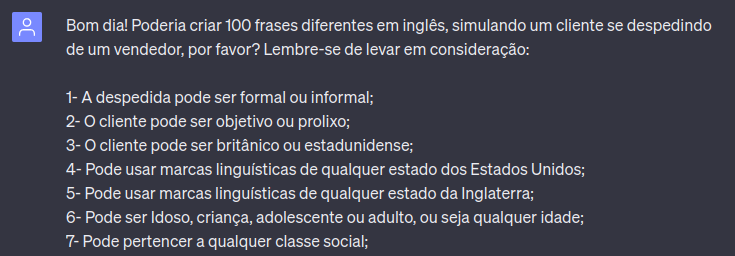 Bom dia! Poderia criar 100 frases diferentes em inglês, simulando um cliente se despedindo
de um vendedor, por favor? Lembre-se de levar em consideração:
1- A despedida pode ser formal ou informal;
2- O cliente pode ser objetivo ou prolixo;
3- O cliente pode ser britânico ou estadunidense;
4- Pode usar marcas linguísticas de qualquer estado dos Estados Unidos;
5- Pode usar marcas linguísticas de qualquer estado da Inglaterra;
6- Pode ser Idoso, criança, adolescente ou adulto, ou seja qualquer idade;
7- Pode pertencer a qualquer classe social;